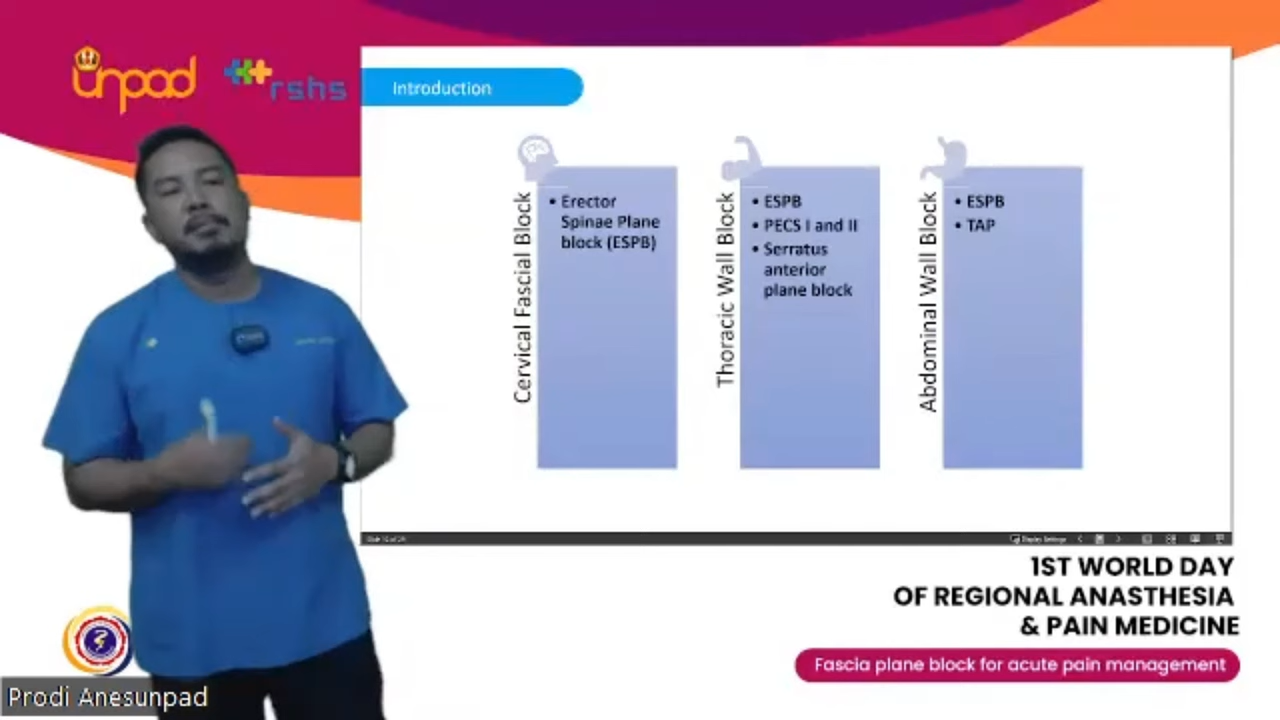 unpad
rshs
Introduction
Cervical Fascial Block
• Erector
Spinae Plane
block (ESPB)
Thoracic Wall Block
• ESPB
• PECS I and II
• Serratus
anterior
plane block
Abdominal Wall Block
• ESPB
• TAP
Display Settings
1ST WORLD DAY
OF REGIONAL ANASTHESIA
& PAIN MEDICINE
Fascia plane block for acute pain management
Prodi Anesunpad